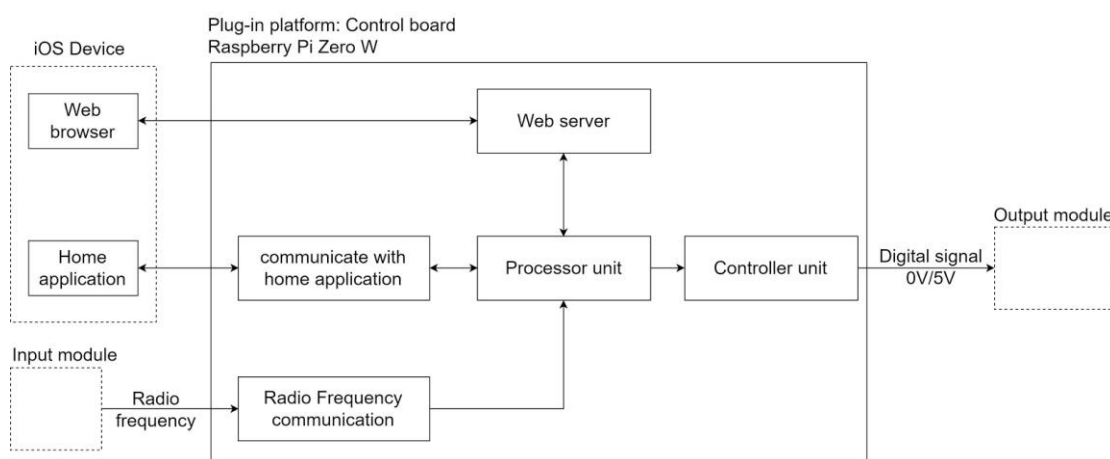 Plug-in platform: Control board
Raspberry Pi Zero W
iOS Device
Web
browser
Web server
Home
application
communicate with
home application
Processor unit
Controller unit
Digital signal
0V/5V
Output module
Input module
Radio
frequency
Radio Frequency
communication